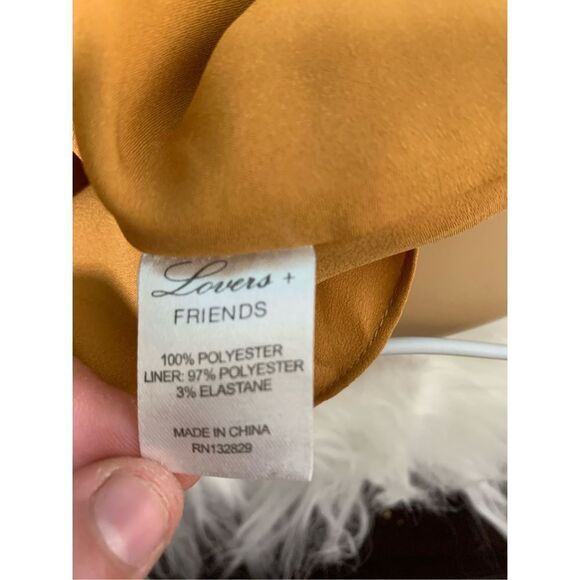 Lovers +
FRIENDS
100% POLYESTER
LINER: 97% POLYESTER
3% ELASTANE
MADE IN CHINA
RN132829